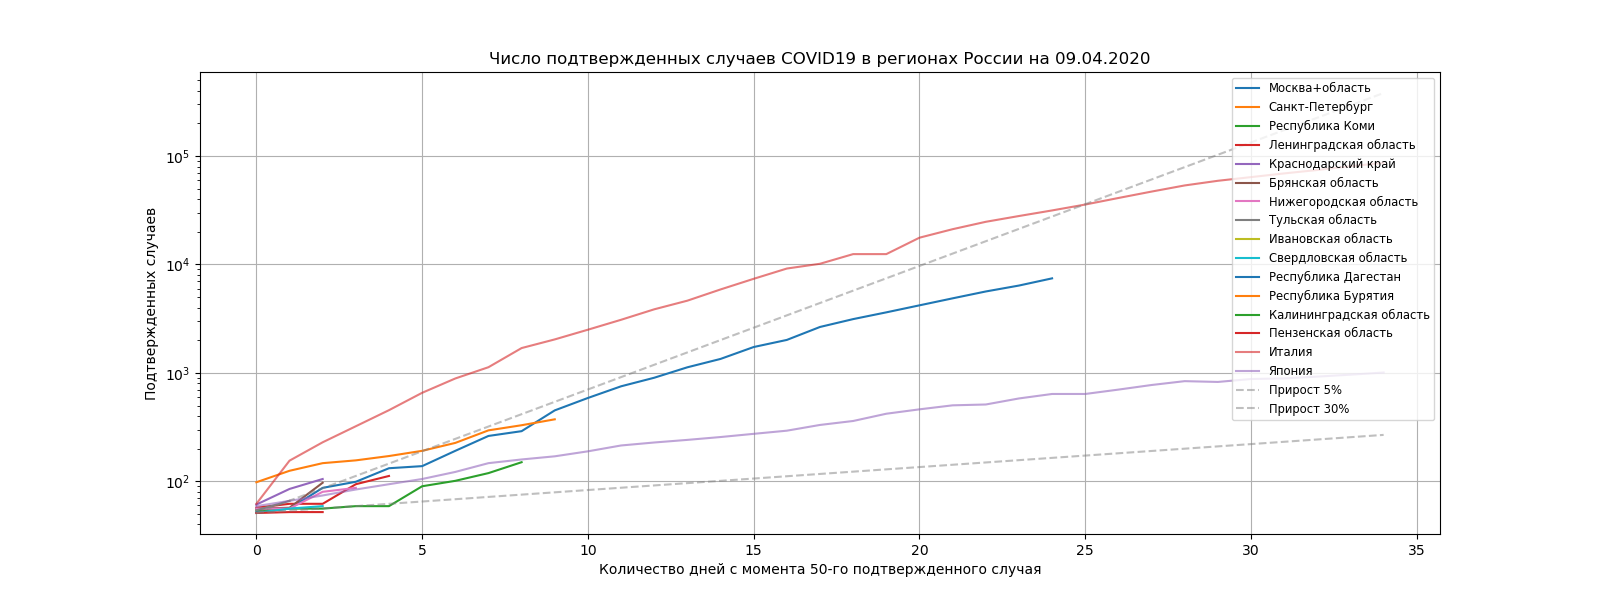 Число подтвержденных случаев COVID19 в регионах России на 09.04.2020
Подтвержденных случаев
10^5
10^4
10^3
10^2
0 5 10 15 20 25 30 35
Количество дней с момента 50-го подтвержденного случая
Москва+область
Санкт-Петербург
Республика Коми
Ленинградская область
Краснодарский край
Брянская область
Нижегородская область
Тульская область
Ивановская область
Свердловская область
Республика Дагестан
Республика Бурятия
Калининградская область
Пензенская область
Италия
Япония
Прирост 5%
Прирост 30%